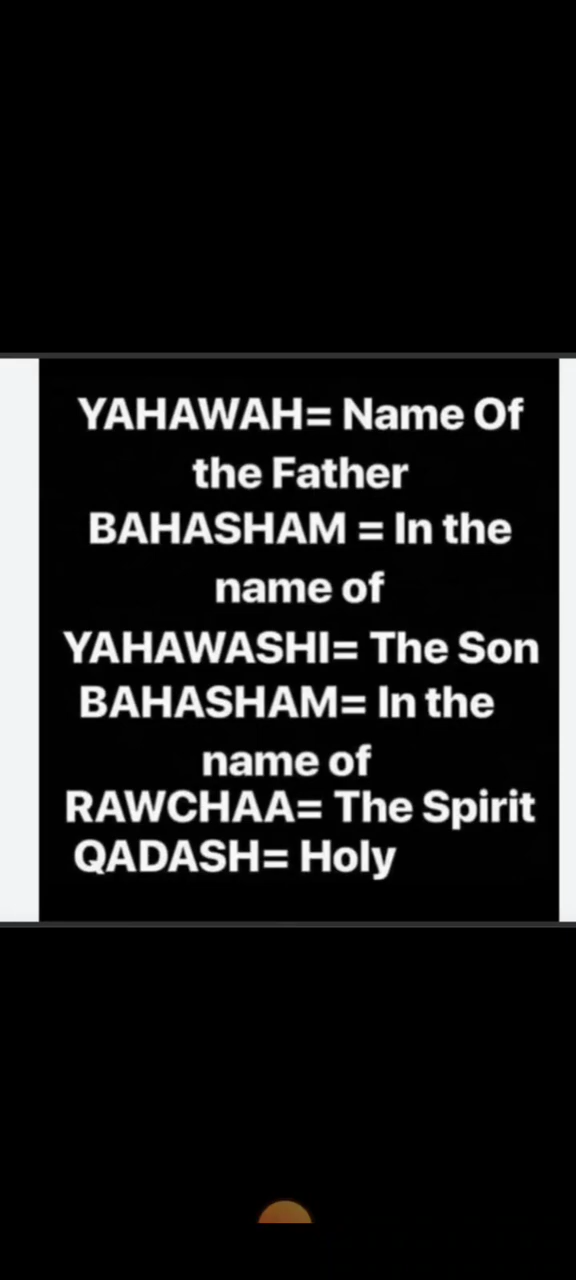 YAHAWAH= Name Of
the Father
BAHASHAM = In the
name of
YAHAWASHI= The Son
BAHASHAM= In the
name of
RAWCHAA= The Spirit
QADASH= Holy